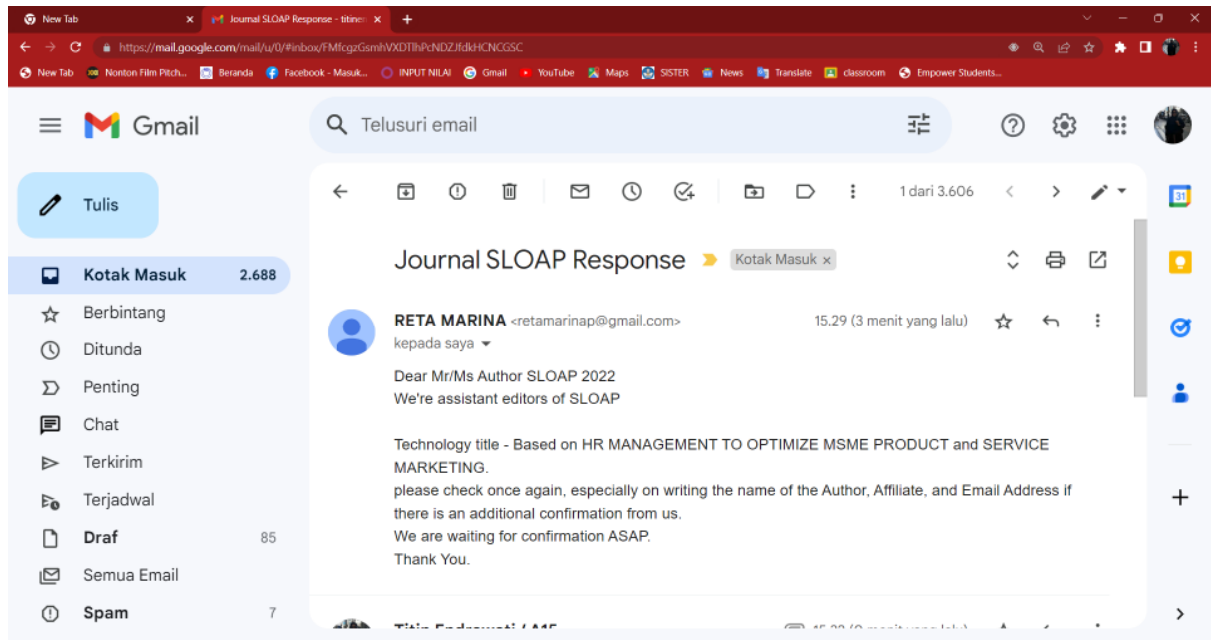 New Tab
Journal SLOAP Response - titinen
https://mail.google.com/mail/u/0/#inbox/FMfcgzGsmhVXDTlhPcNDZJfdkHCNCGSC
New Tab Nonton Film Pitch... Beranda Facebook - Masuk... INPUT NILAI Gmail YouTube Maps SISTER News Translate classroom Empower Students...
Gmail
Telusuri email
Tulis
1 dari 3.606
31
Journal SLOAP Response Kotak Masuk x
Kotak Masuk 2.688
Berbintang
Ditunda
Penting
Chat
Terkirim
Terjadwal
Draf 85
Semua Email
Spam 7
RETA MARINA <retamarinap@gmail.com> 15.29 (3 menit yang lalu)
kepada saya
Dear Mr/Ms Author SLOAP 2022
We're assistant editors of SLOAP
Technology title - Based on HR MANAGEMENT TO OPTIMIZE MSME PRODUCT and SERVICE
MARKETING.
please check once again, especially on writing the name of the Author, Affiliate, and Email Address if
there is an additional confirmation from us.
We are waiting for confirmation ASAP.
Thank You.